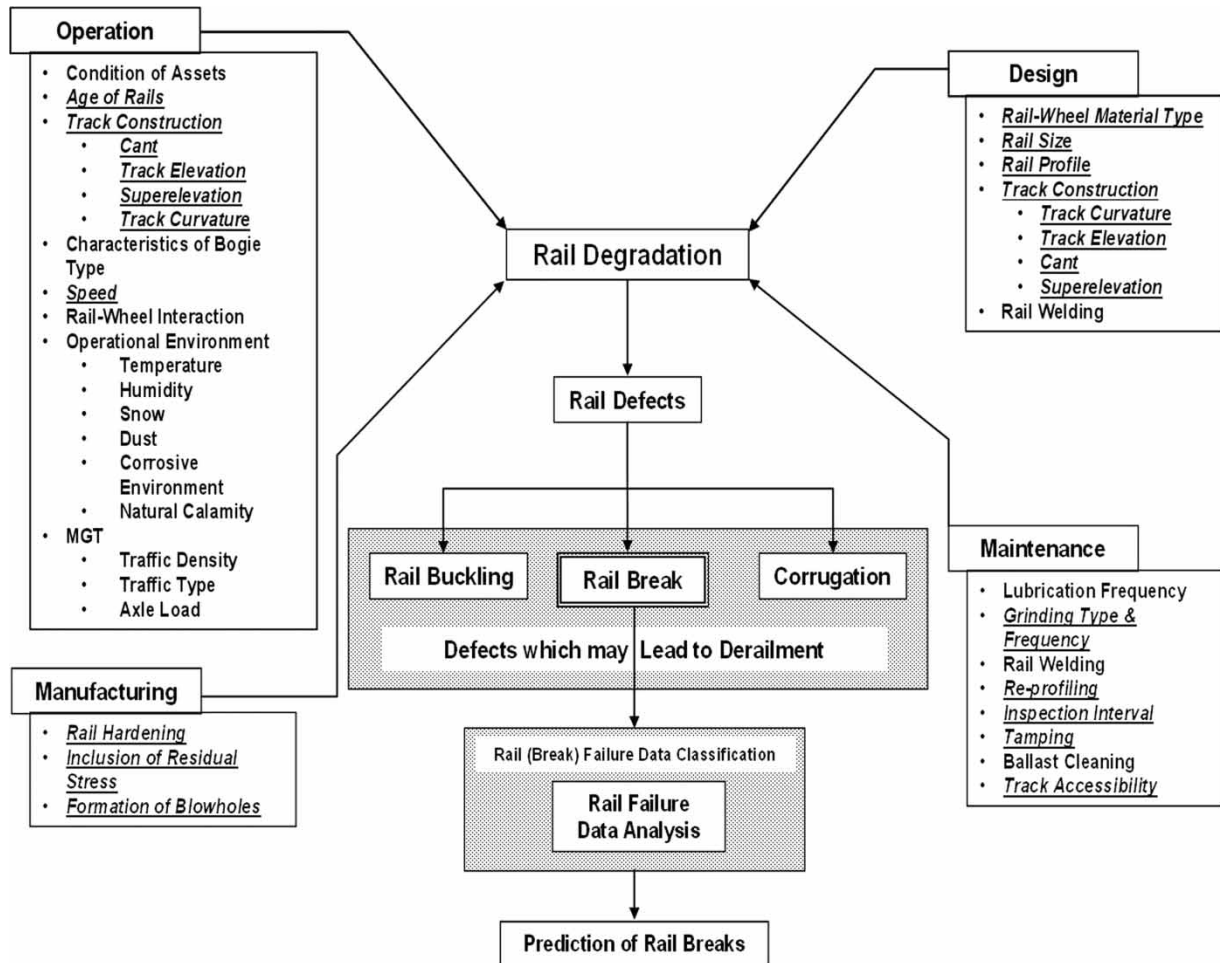 Operation
• Condition of Assets
• Age of Rails
• Track Construction
• Cant
• Track Elevation
• Superelevation
• Track Curvature
• Characteristics of Bogie
Type
• Speed
• Rail-Wheel Interaction
• Operational Environment
• Temperature
• Humidity
• Snow
• Dust
• Corrosive
Environment
• Natural Calamity
• MGT
• Traffic Density
• Traffic Type
• Axle Load
Design
• Rail-Wheel Material Type
• Rail Size
• Rail Profile
• Track Construction
• Track Curvature
• Track Elevation
• Cant
• Superelevation
• Rail Welding
Rail Degradation
Rail Defects
Rail Buckling
Rail Break
Corrugation
Defects which may Lead to Derailment
Manufacturing
• Rail Hardening
• Inclusion of Residual
Stress
• Formation of Blowholes
Maintenance
• Lubrication Frequency
• Grinding Type &
Frequency
• Rail Welding
• Re-profiling
• Inspection Interval
• Tamping
• Ballast Cleaning
• Track Accessibility
Rail (Break) Failure Data Classification
Rail Failure
Data Analysis
Prediction of Rail Breaks